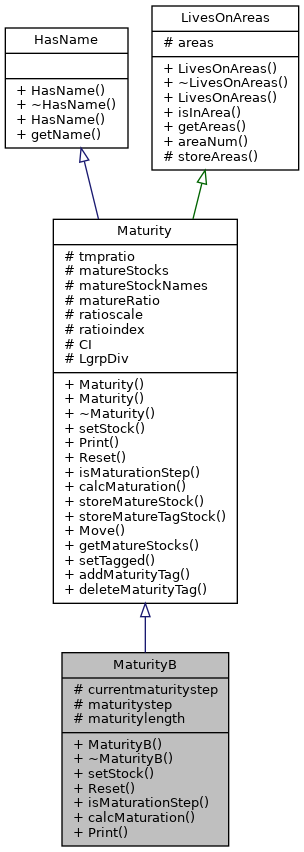 HasName
+ HasName()
+ ~HasName()
+ HasName()
+ getName()
LivesOnAreas
# areas
+ LivesOnAreas()
+ ~LivesOnAreas()
+ LivesOnAreas()
+ isInArea()
+ getAreas()
+ areaNum()
# storeAreas()
Maturity
# tmpratio
# matureStocks
# matureStockNames
# matureRatio
# ratioscale
# ratioindex
# CI
# LgrpDiv
+ Maturity()
+ Maturity()
+ ~Maturity()
+ setStock()
+ Print()
+ Reset()
+ isMaturationStep()
+ calcMaturation()
+ storeMatureStock()
+ storeMatureTagStock()
+ Move()
+ getMatureStocks()
+ setTagged()
+ addMaturityTag()
+ deleteMaturityTag()
MaturityB
# currentmaturitystep
# maturitystep
# maturitylength
+ MaturityB()
+ ~MaturityB()
+ setStock()
+ Reset()
+ isMaturationStep()
+ calcMaturation()
+ Print()